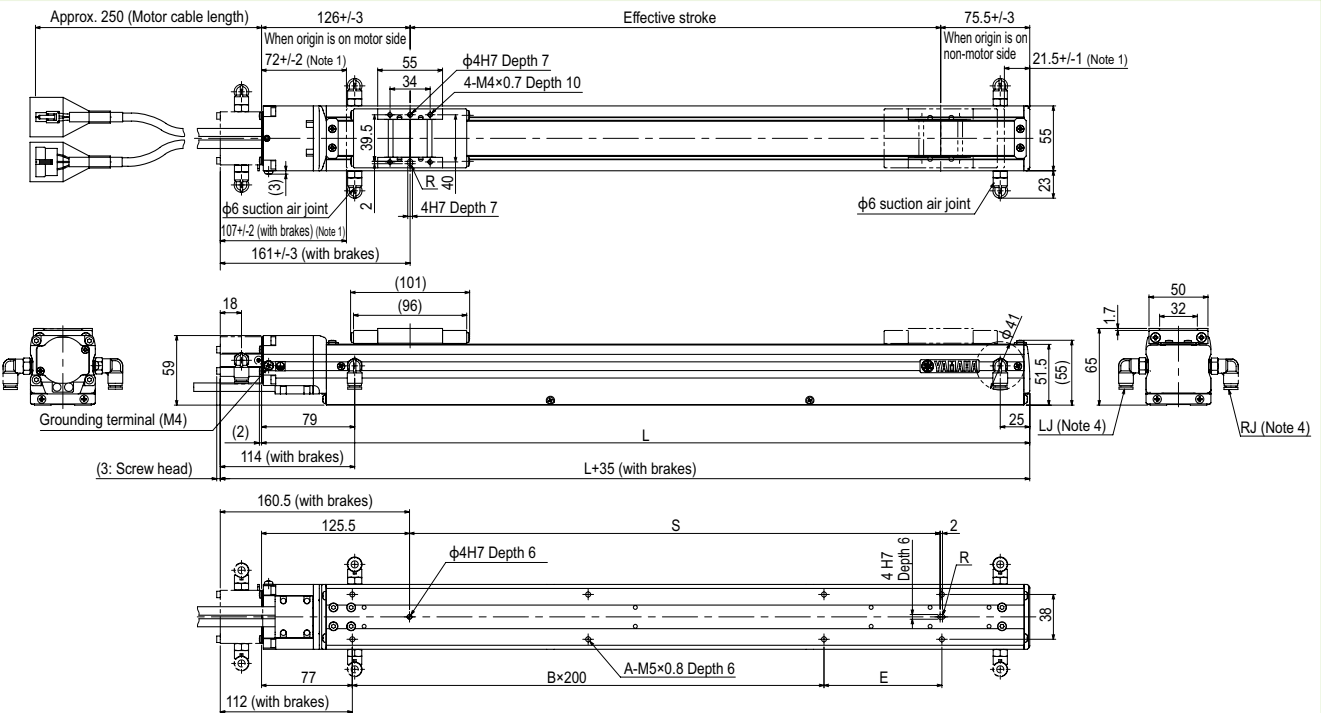 Approx. 250 (Motor cable length)
126+/-3
Effective stroke
75.5+/-3
When origin is on motor side
When origin is on
non-motor side
72+/-2 (Note 1)
55
ϕ4H7 Depth 7
21.5+/-1 (Note 1)
34
4-M4×0.7 Depth 10
39.5
55
(3)
R
40
23
ϕ6 suction air joint
2
4H7 Depth 7
ϕ6 suction air joint
107+/-2 (with brakes) (Note 1)
161+/-3 (with brakes)
(101)
(96)
18
50
32
1.7
ϕ41
59
YAMAHA
51.5
(55)
65
Grounding terminal (M4)
79
25
LJ (Note 4)
RJ (Note 4)
(2)
L
114 (with brakes)
(3: Screw head)
L+35 (with brakes)
160.5 (with brakes)
125.5
S
2
ϕ4H7 Depth 6
4 H7
Depth 6
R
38
A-M5×0.8 Depth 6
77
B×200
E
112 (with brakes)